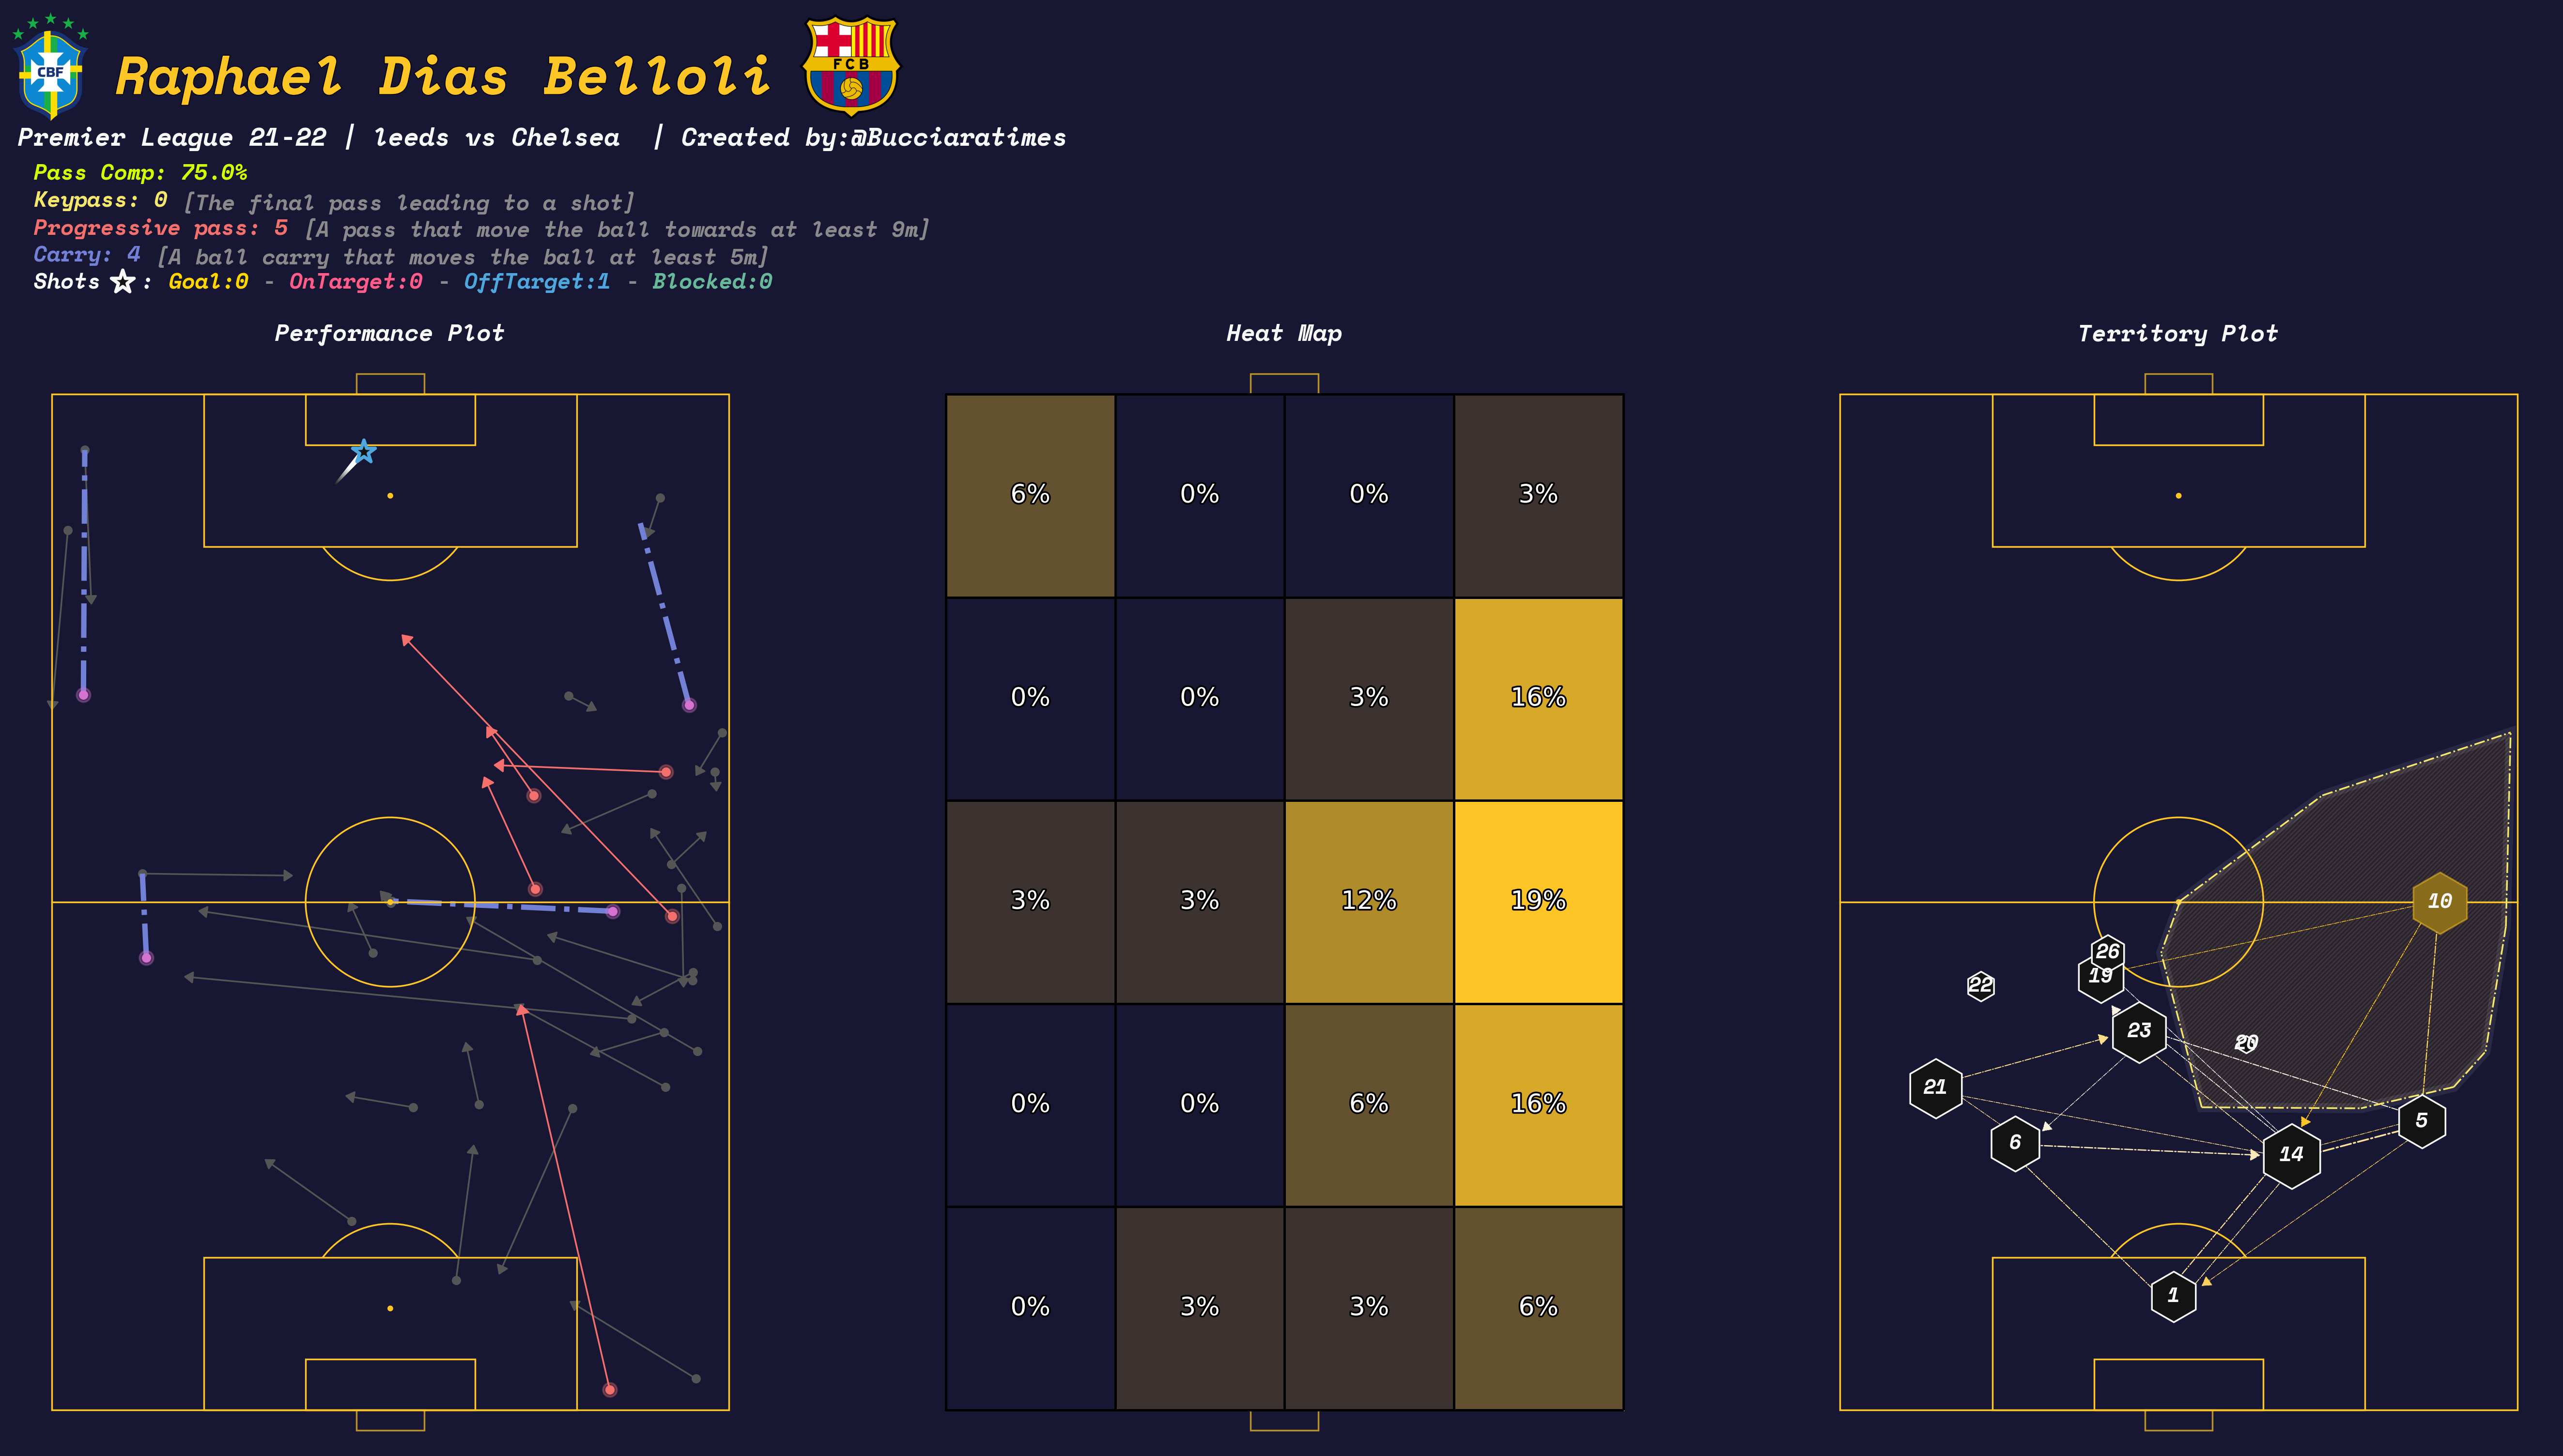 CBF
Raphael Dias Belloli
FCB
Premier League 21-22 | leeds vs Chelsea | Created by:@Bucciaratimes
Pass Comp: 75.0%
Keypass: 0 [The final pass leading to a shot]
Progressive pass: 5 [A pass that move the ball towards at least 9m]
Carry: 4 [A ball carry that moves the ball at least 5m]
Shots ☆: Goal:0 - OnTarget:0 - OffTarget:1 - Blocked:0
Performance Plot
Heat Map
6% 0% 0% 3%
0% 0% 3% 16%
3% 3% 12% 19%
0% 0% 6% 16%
0% 3% 3% 6%
Territory Plot
10
26
19
22
23
20
21
5
6
14
1